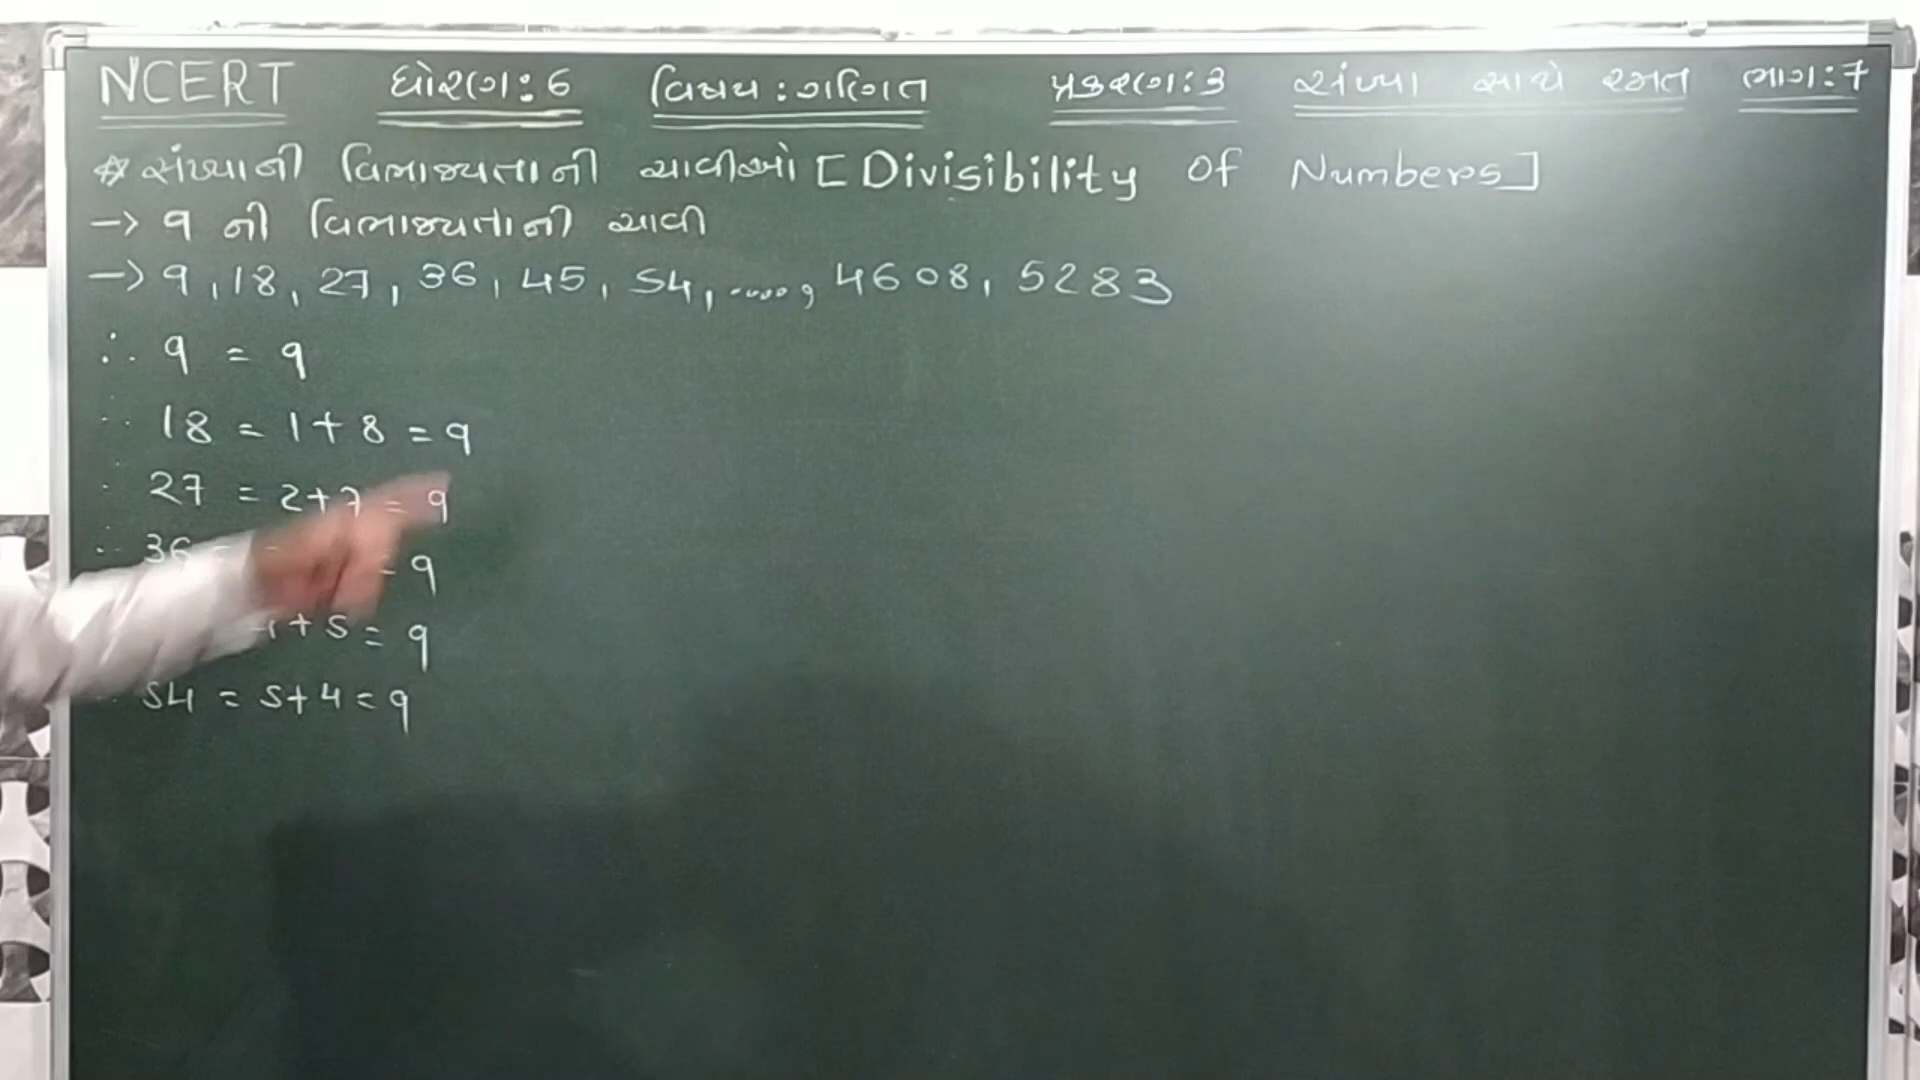 NCERT ધોરણ: 6 વિષય : ગણિત પ્રકરણ: 3 સંખ્યા સાથે રમત ભાગ: 7
* સંખ્યાની વિભાજ્યતાની ચાવીઓ [Divisibility of Numbers]
→ 9 ની વિભાજ્યતાની ચાવી
→ 9, 18, 27, 36, 45, 54, ....., 4608, 5283
∴ 9 = 9
∴ 18 = 1+8 = 9
∴ 27 = 2+7 = 9
∴ 36 = 9
+5 = 9
54 = 5+4 = 9